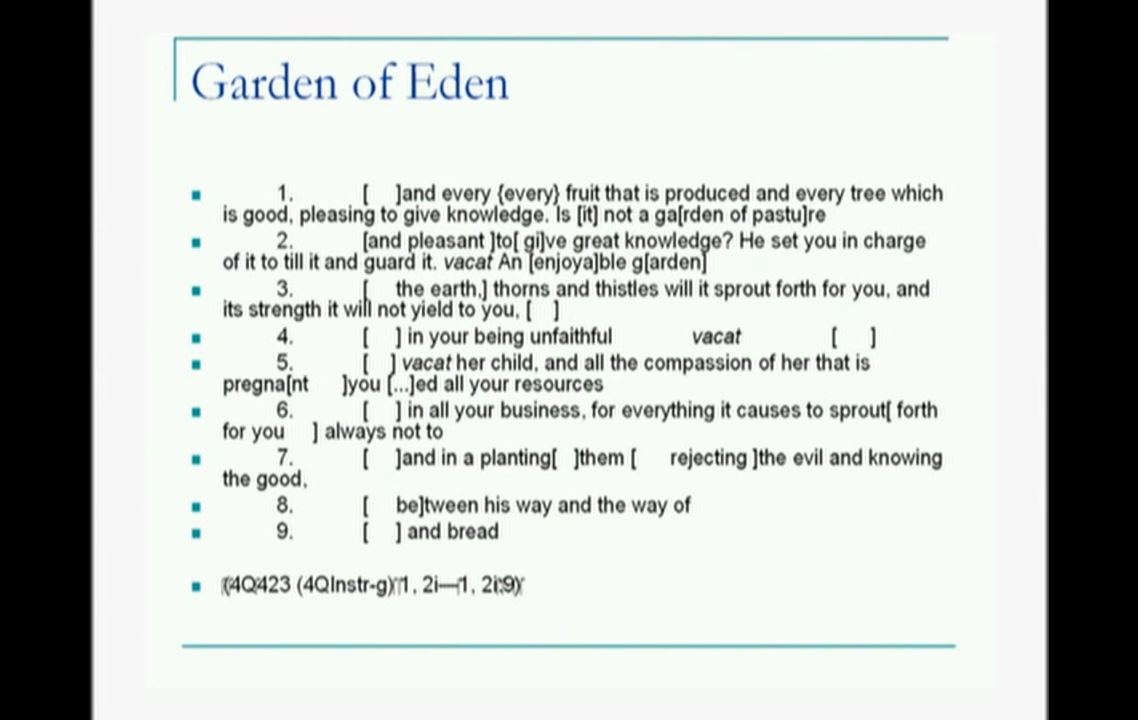 Garden of Eden
1. [ ]and every {every} fruit that is produced and every tree which
is good, pleasing to give knowledge. Is [it] not a ga[rden of pastu]re
2. [and pleasant ]to[ gi]ve great knowledge? He set you in charge
of it to till it and guard it. vacat An [enjoya]ble g[arden]
3. [ the earth,] thorns and thistles will it sprout forth for you, and
its strength it will not yield to you, [ ]
4. [ ] in your being unfaithful vacat [ ]
5. [ ] vacat her child, and all the compassion of her that is
pregna[nt ]you [...]ed all your resources
6. [ ] in all your business, for everything it causes to sprout[ forth
for you ] always not to
7. [ ]and in a planting[ ]them [ rejecting ]the evil and knowing
the good,
8. [ be]tween his way and the way of
9. [ ] and bread
(4Q423 (4QInstr-g) 1, 2i—1, 2i:9)